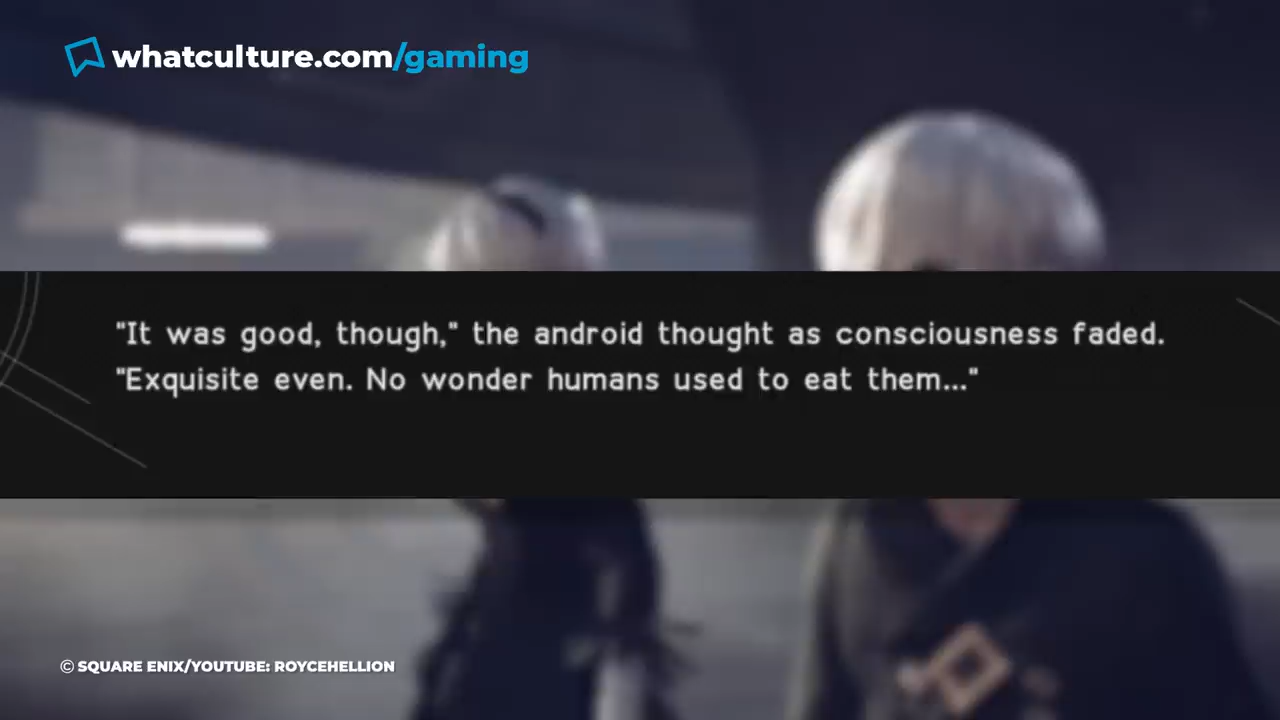 whatculture.com/gaming
"It was good, though," the android thought as consciousness faded.
"Exquisite even. No wonder humans used to eat them..."
© SQUARE ENIX/YOUTUBE: ROYCEHELLION